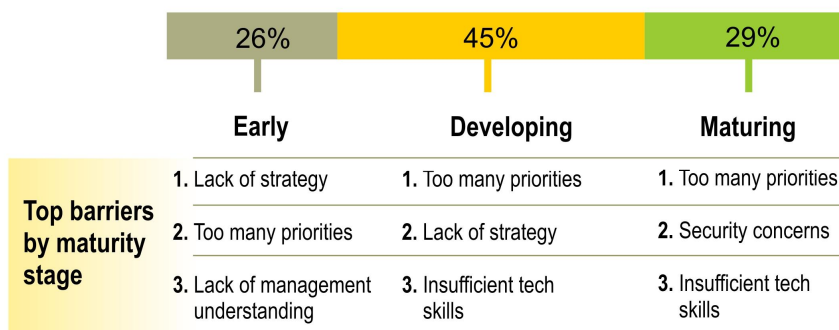 26% 45% 29%
Early Developing Maturing
Top barriers
by maturity
stage
1. Lack of strategy 1. Too many priorities 1. Too many priorities
2. Too many priorities 2. Lack of strategy 2. Security concerns
3. Lack of management 3. Insufficient tech 3. Insufficient tech
understanding skills skills